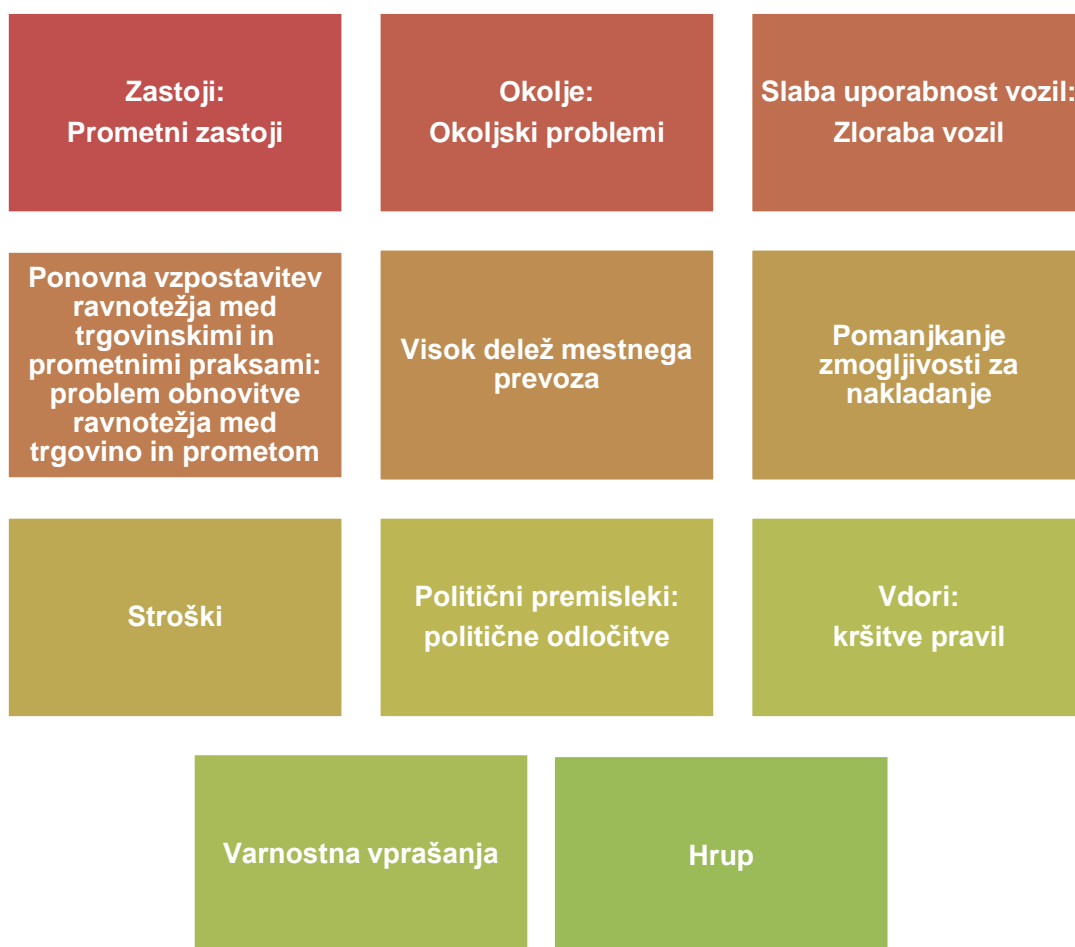 Zastoji:
Prometni zastoji
Okolje:
Okoljski problemi
Slaba uporabnost vozil:
Zloraba vozil
Ponovna vzpostavitev
ravnotežja med
trgovinskimi in
prometnimi praksami:
problem obnovitve
ravnotežja med
trgovino in prometom
Visok delež mestnega
prevoza
Pomanjkanje
zmogljivosti za
nakladanje
Stroški
Politični premisleki:
politične odločitve
Vdori:
kršitve pravil
Varnostna vprašanja
Hrup